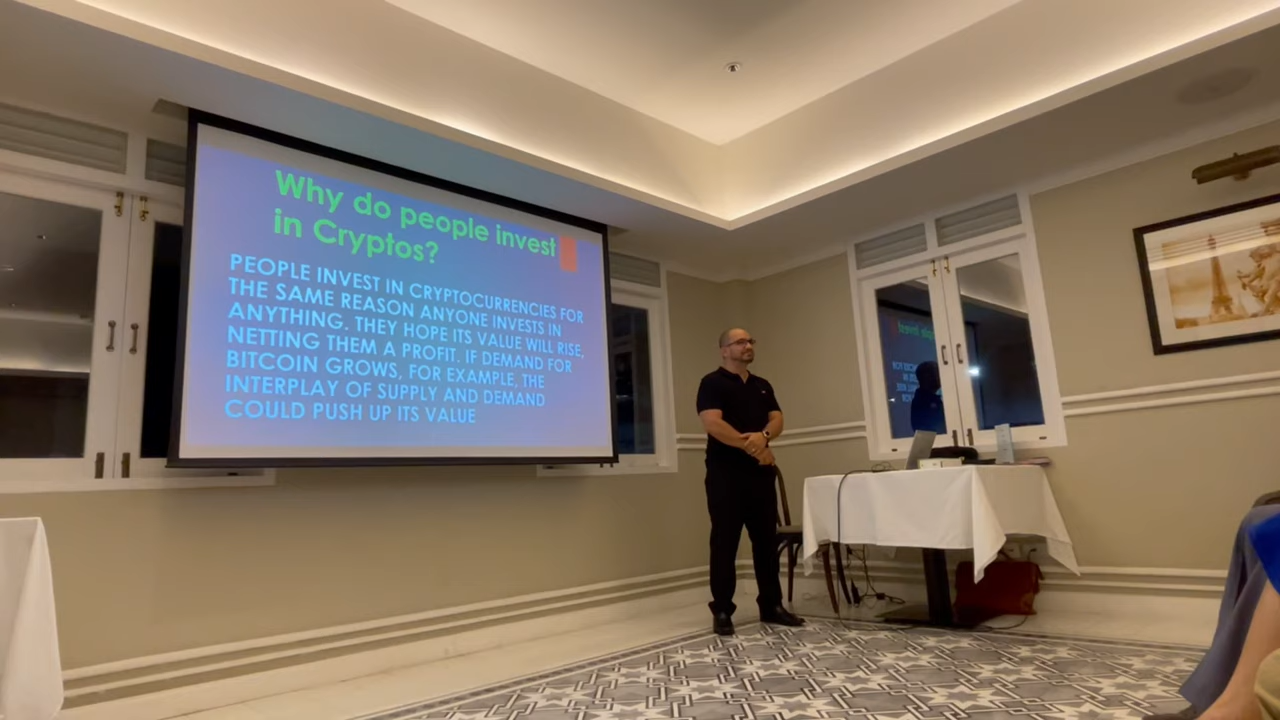 Why do people invest
in Cryptos?
PEOPLE INVEST IN CRYPTOCURRENCIES FOR
THE SAME REASON ANYONE INVESTS IN
ANYTHING. THEY HOPE ITS VALUE WILL RISE,
NETTING THEM A PROFIT. IF DEMAND FOR
BITCOIN GROWS, FOR EXAMPLE, THE
INTERPLAY OF SUPPLY AND DEMAND
COULD PUSH UP ITS VALUE